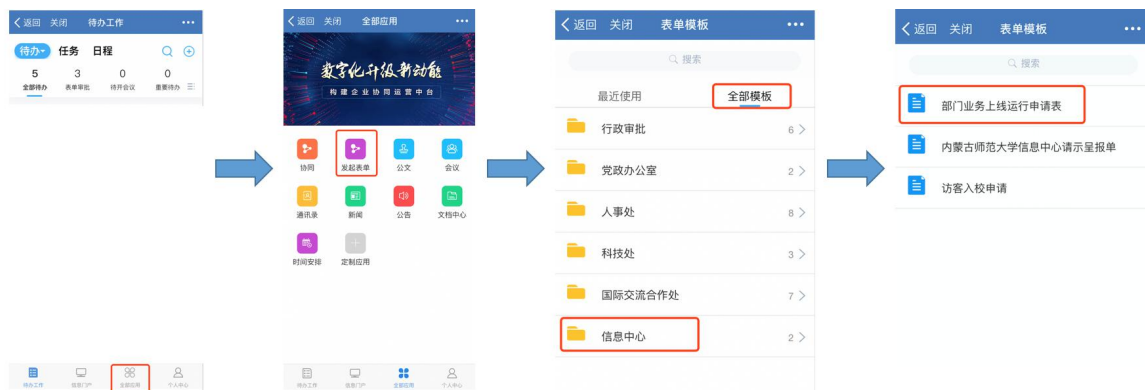 返回 关闭 待办工作
待办 任务 日程
5 3 0 0
全部待办 表单审批 待开会议 重要待办
待办工作 信息门户 全部应用 个人中心
返回 关闭 全部应用
数字化升级新动能
构建企业协同运营中台
协同 发起表单 公文 会议
通讯录 新闻 公告 文档中心
时间安排 定制应用
待办工作 信息门户 全部应用 个人中心
返回 关闭 表单模板
搜索
最近使用 全部模板
行政审批 6
党政办公室 2
人事处 8
科技处 3
国际交流合作处 7
信息中心 2
返回 关闭 表单模板
搜索
部门业务上线运行申请表
内蒙古师范大学信息中心请示呈报单
访客入校申请